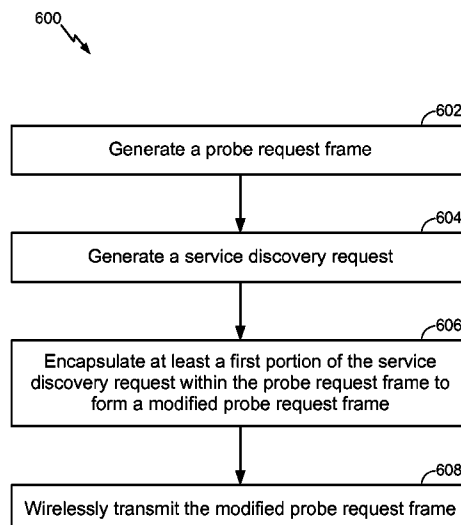 600
602
Generate a probe request frame
604
Generate a service discovery request
606
Encapsulate at least a first portion of the service
discovery request within the probe request frame to
form a modified probe request frame
608
Wirelessly transmit the modified probe request frame